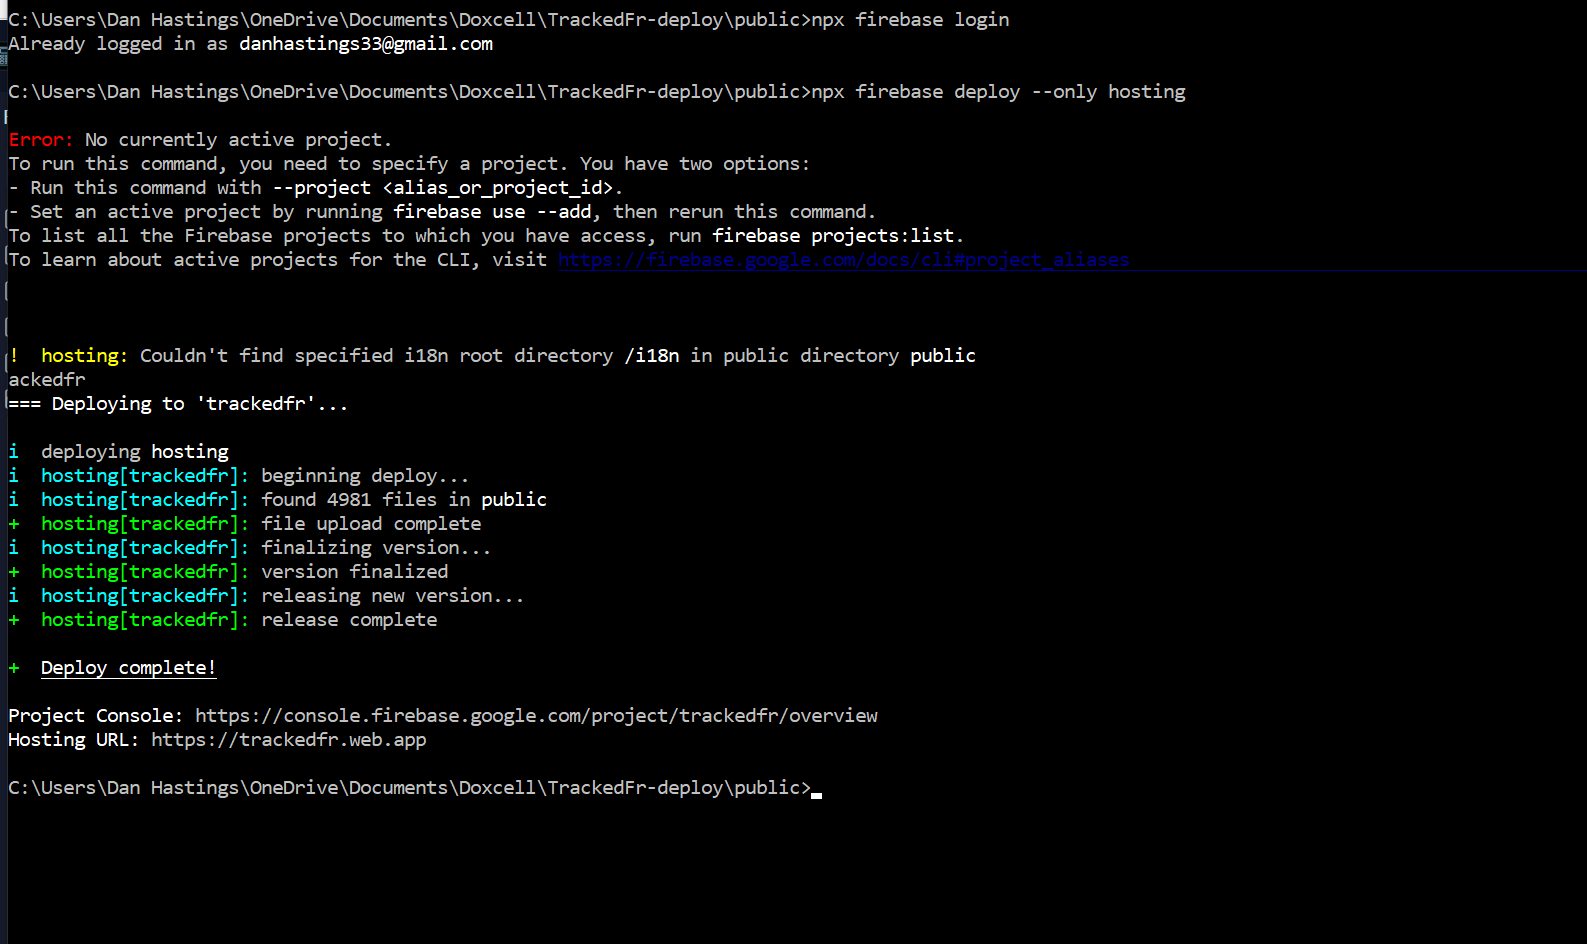 C:\Users\Dan Hastings\OneDrive\Documents\Doxcell\TrackedFr-deploy\public>npx firebase login
Already logged in as danhastings33@gmail.com
C:\Users\Dan Hastings\OneDrive\Documents\Doxcell\TrackedFr-deploy\public>npx firebase deploy --only hosting
Error: No currently active project.
To run this command, you need to specify a project. You have two options:
- Run this command with --project <alias_or_project_id>.
- Set an active project by running firebase use --add, then rerun this command.
To list all the Firebase projects to which you have access, run firebase projects:list.
To learn about active projects for the CLI, visit https://firebase.google.com/docs/cli#project_aliases
!  hosting: Couldn't find specified i18n root directory /i18n in public directory public
ackedfr
=== Deploying to 'trackedfr'...
i  deploying hosting
i  hosting[trackedfr]: beginning deploy...
i  hosting[trackedfr]: found 4981 files in public
+  hosting[trackedfr]: file upload complete
i  hosting[trackedfr]: finalizing version...
+  hosting[trackedfr]: version finalized
i  hosting[trackedfr]: releasing new version...
+  hosting[trackedfr]: release complete
+  Deploy complete!
Project Console: https://console.firebase.google.com/project/trackedfr/overview
Hosting URL: https://trackedfr.web.app
C:\Users\Dan Hastings\OneDrive\Documents\Doxcell\TrackedFr-deploy\public>